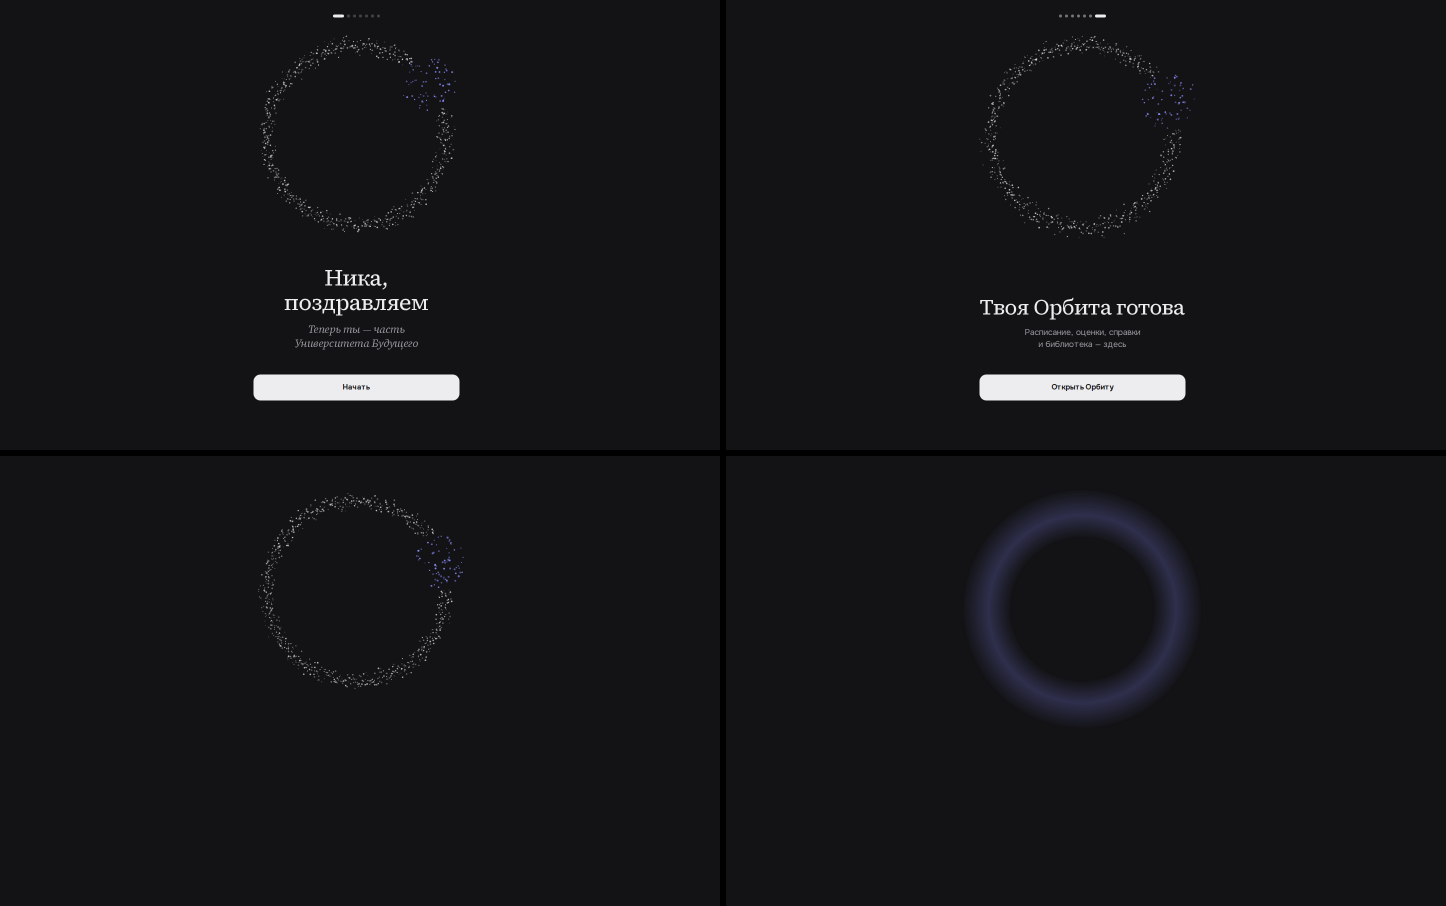 Ника,
поздравляем
Теперь ты — часть
Университета Будущего
Начать
Твоя Орбита готова
Расписание, оценки, справки
и библиотека — здесь
Открыть Орбиту